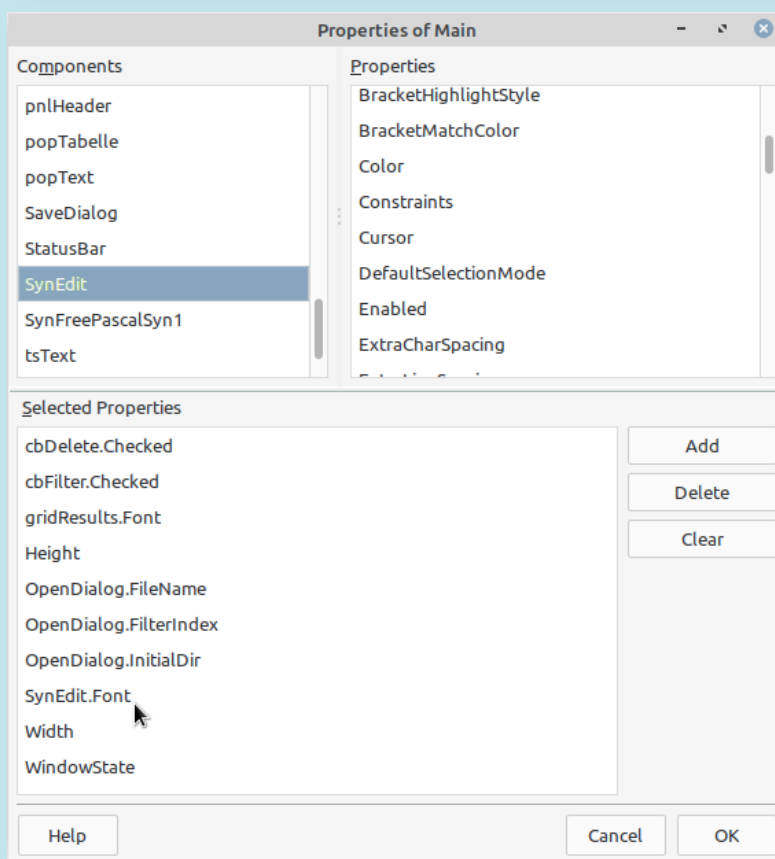 Properties of Main
Components
pnlHeader
popTabelle
popText
SaveDialog
StatusBar
SynEdit
SynFreePascalSyn1
tsText
Properties
BracketHighlightStyle
BracketMatchColor
Color
Constraints
Cursor
DefaultSelectionMode
Enabled
ExtraCharSpacing
Selected Properties
cbDelete.Checked
cbFilter.Checked
gridResults.Font
Height
OpenDialog.FileName
OpenDialog.FilterIndex
OpenDialog.InitialDir
SynEdit.Font
Width
WindowState
Add
Delete
Clear
Help
Cancel
OK